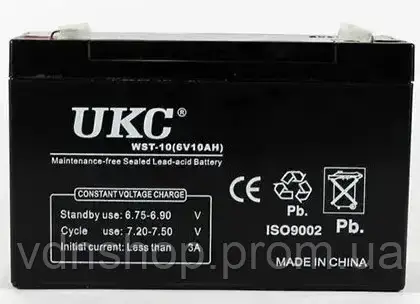 UKC®
WST-10(6V10AH)
Maintenance-free Sealed Lead-acid Battery
CONSTANT VOLTAGE CHARGE
Standby use: 6.75-6.90 V
Cycle use: 7.20-7.50 V
Initial current: Less than 3A
CE Pb.
ISO9002 Pb.
vdnshop.prom.ua
MADE IN CHINA